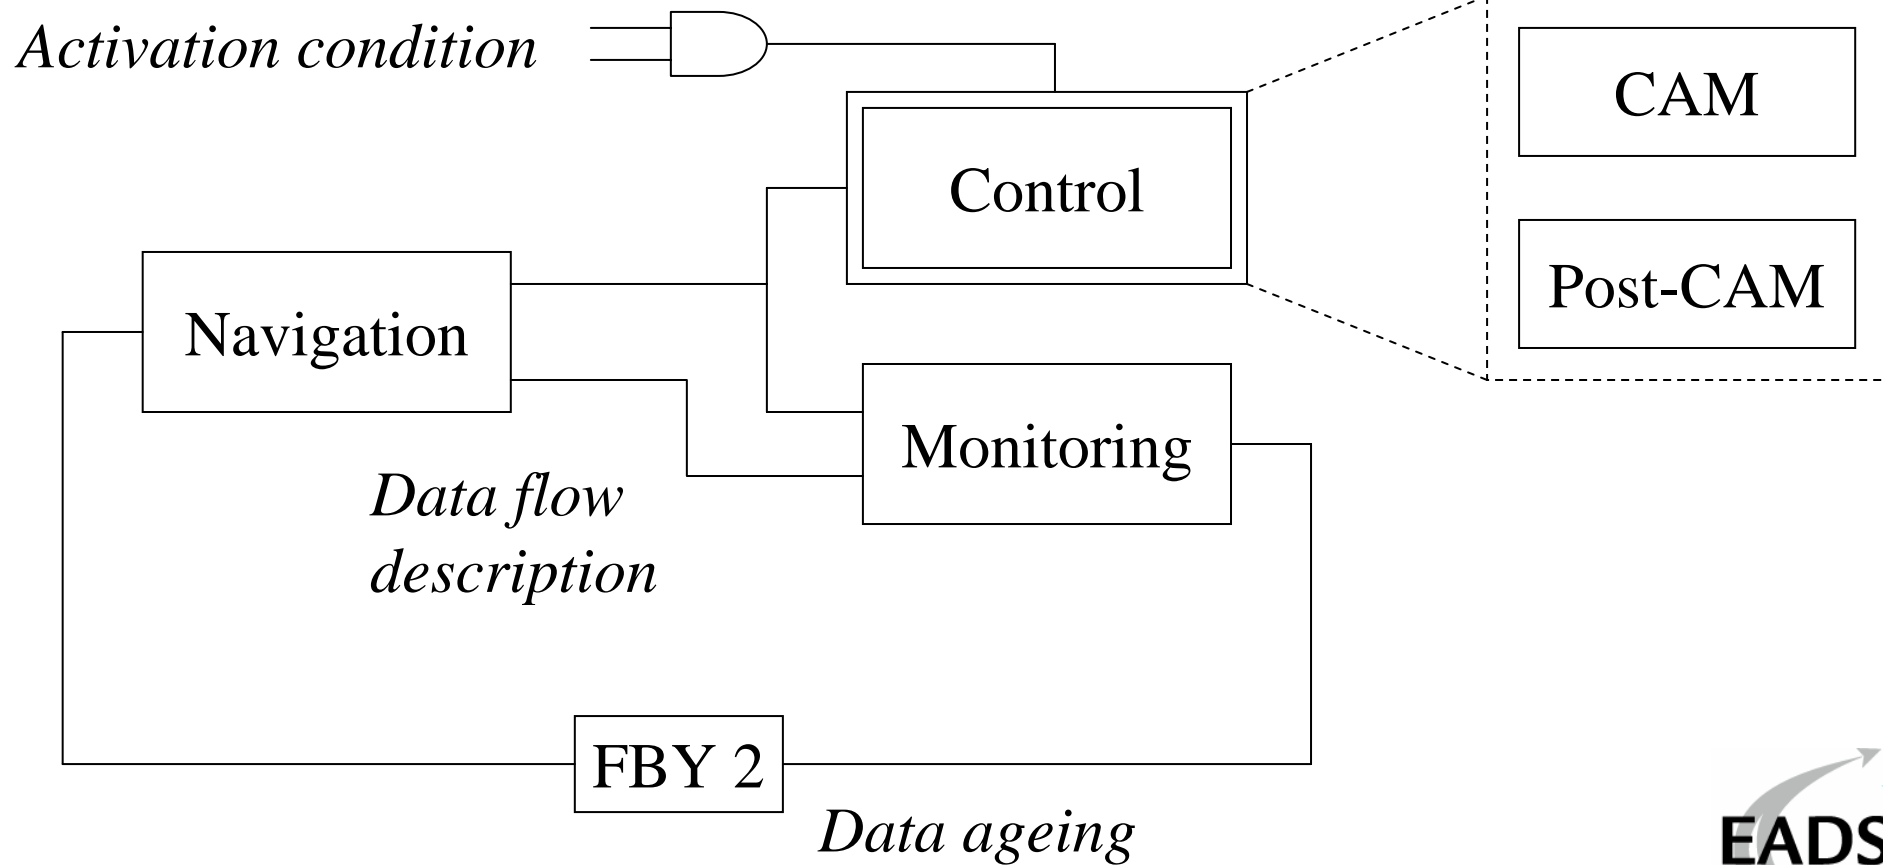 Activation condition
CAM
Control
Post-CAM
Navigation
Monitoring
Data flow
description
FBY 2
Data ageing
EADS